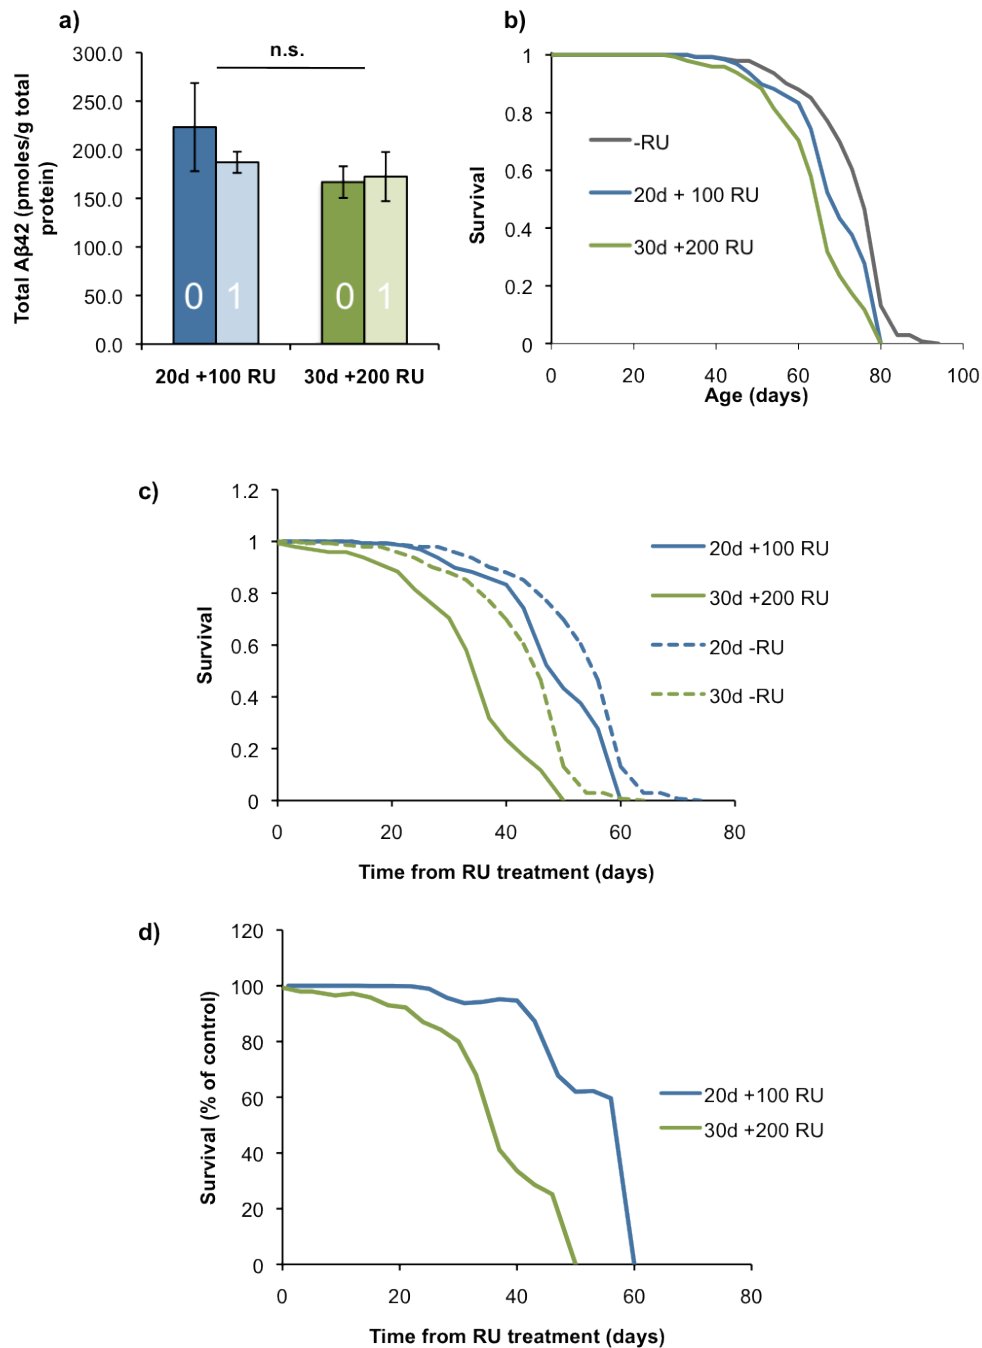 a)
n.s.
Total Aβ42 (pmoles/g total
protein)
300.0
250.0
200.0
150.0
100.0
50.0
0.0
0 1 0 1
20d +100 RU 30d +200 RU
b)
Survival
1
0.8
0.6
0.4
0.2
0
-RU
20d + 100 RU
30d +200 RU
0 20 40 60 80 100
Age (days)
c)
Survival
1.2
1
0.8
0.6
0.4
0.2
0
20d +100 RU
30d +200 RU
20d -RU
30d -RU
0 20 40 60 80
Time from RU treatment (days)
d)
Survival (% of control)
120
100
80
60
40
20
0
20d +100 RU
30d +200 RU
0 20 40 60 80
Time from RU treatment (days)